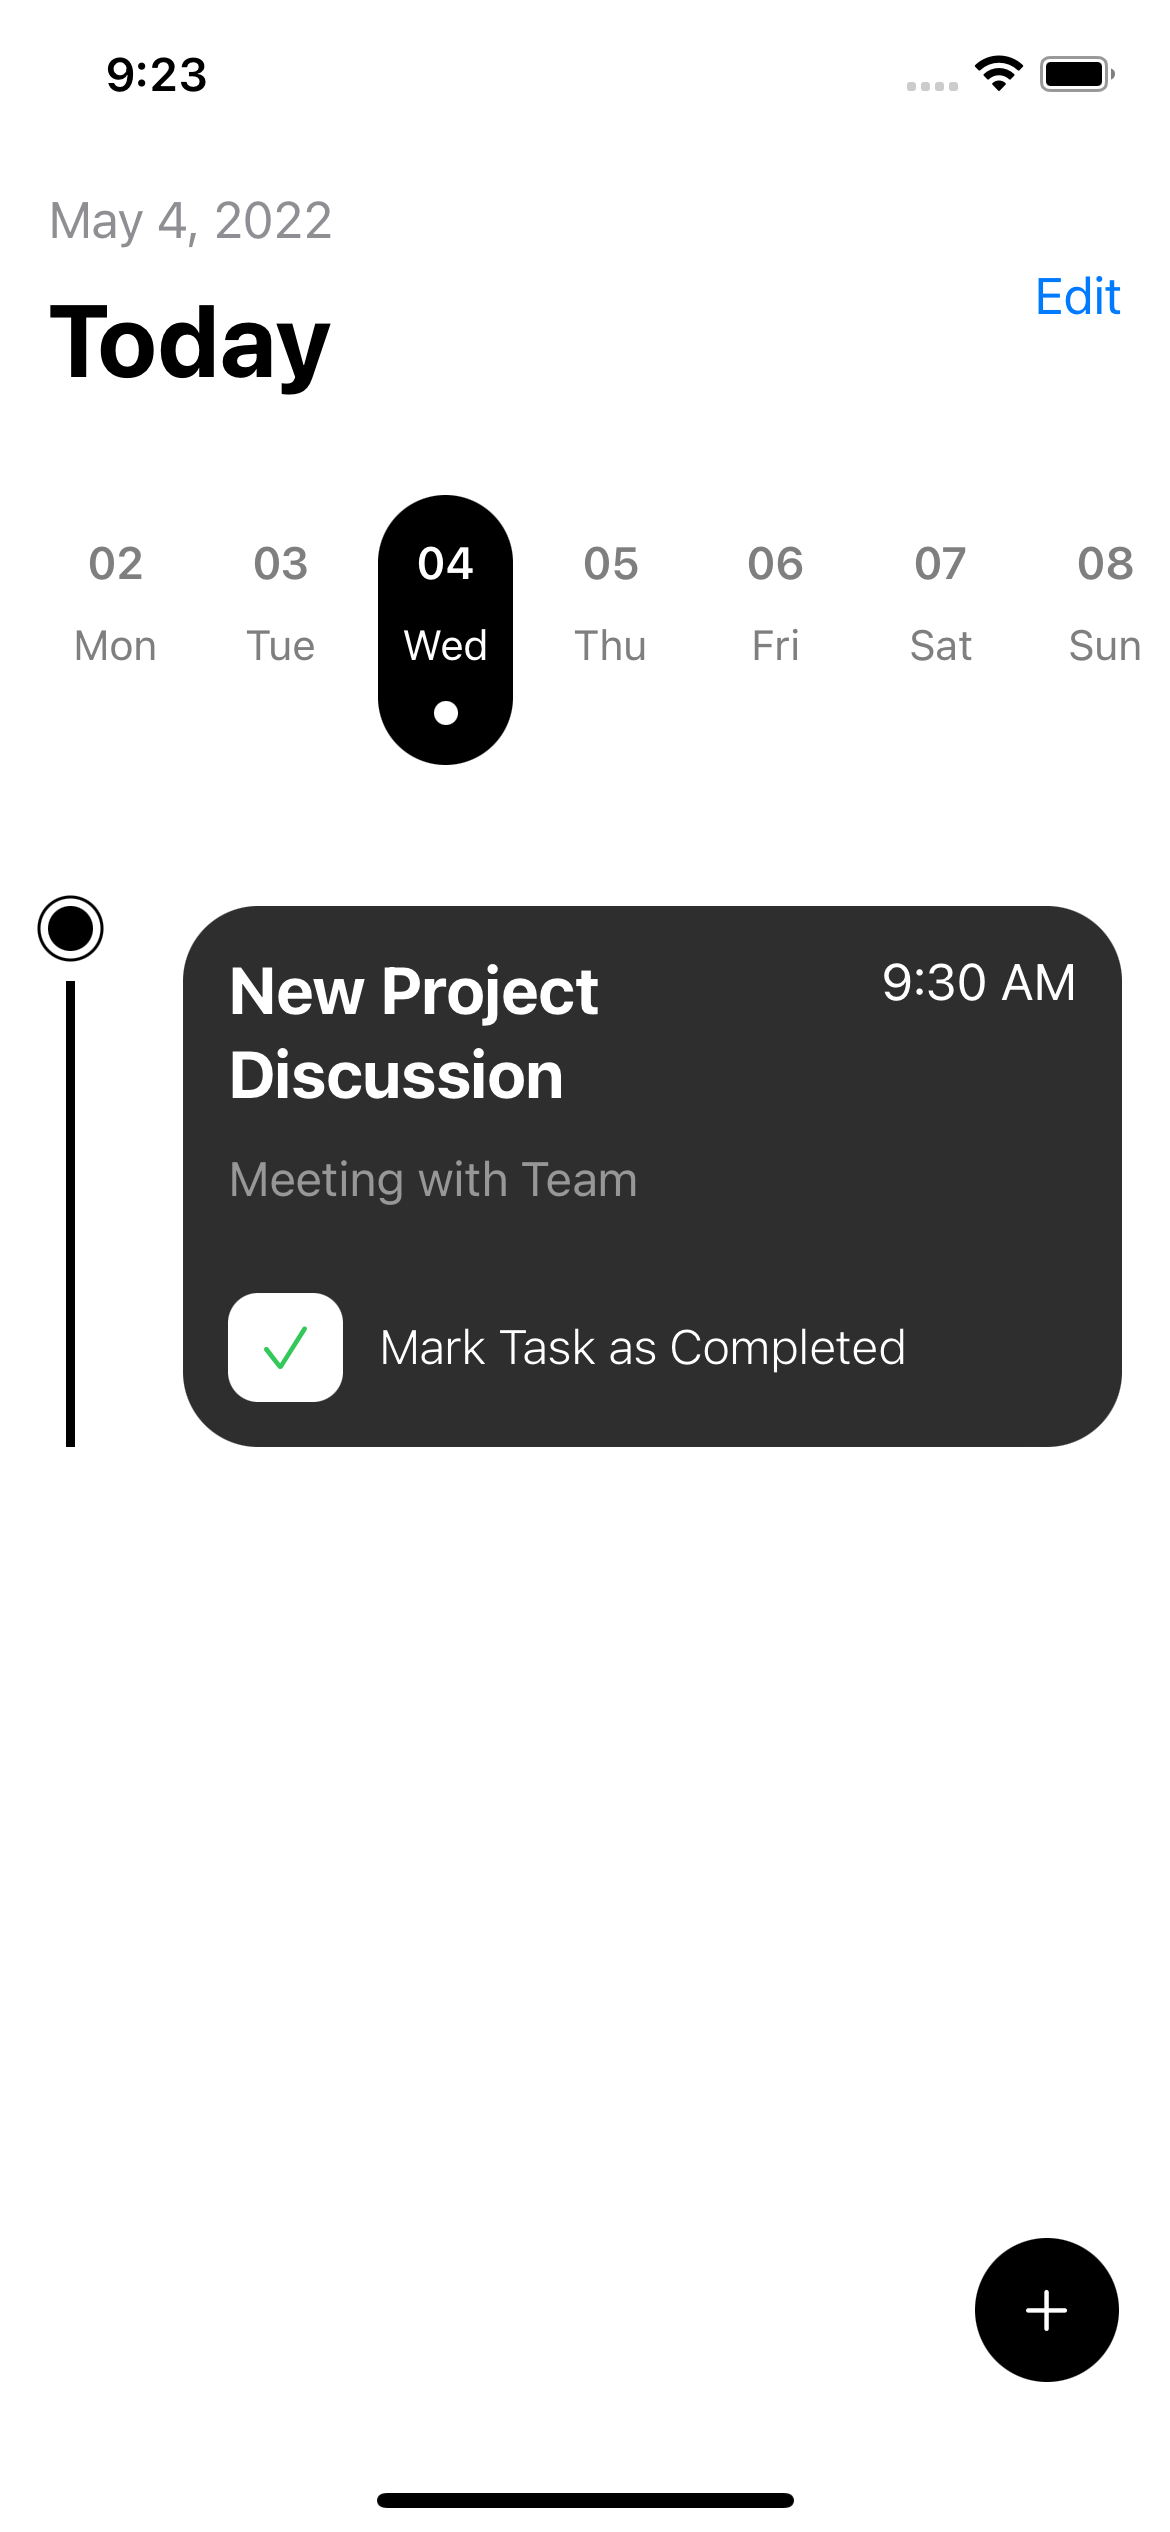 9:23
May 4, 2022
Today
Edit
02 03 04 05 06 07 08
Mon Tue Wed Thu Fri Sat Sun
New Project
Discussion
9:30 AM
Meeting with Team
Mark Task as Completed